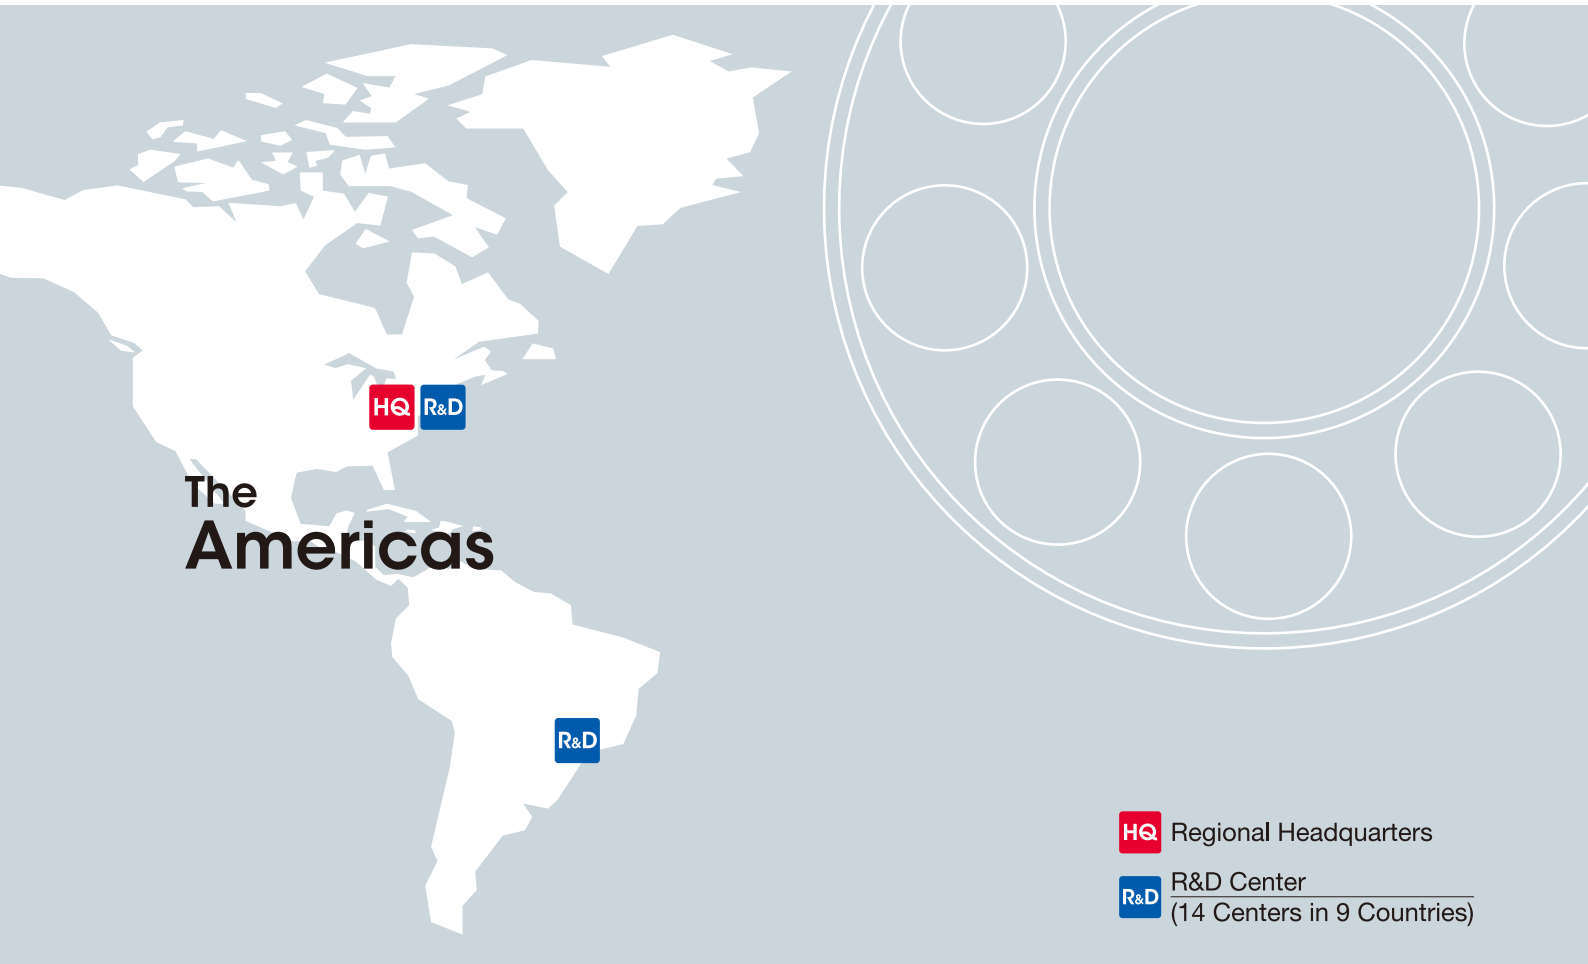 HQ R&D
The
Americas
R&D
HQ Regional Headquarters
R&D R&D Center
(14 Centers in 9 Countries)